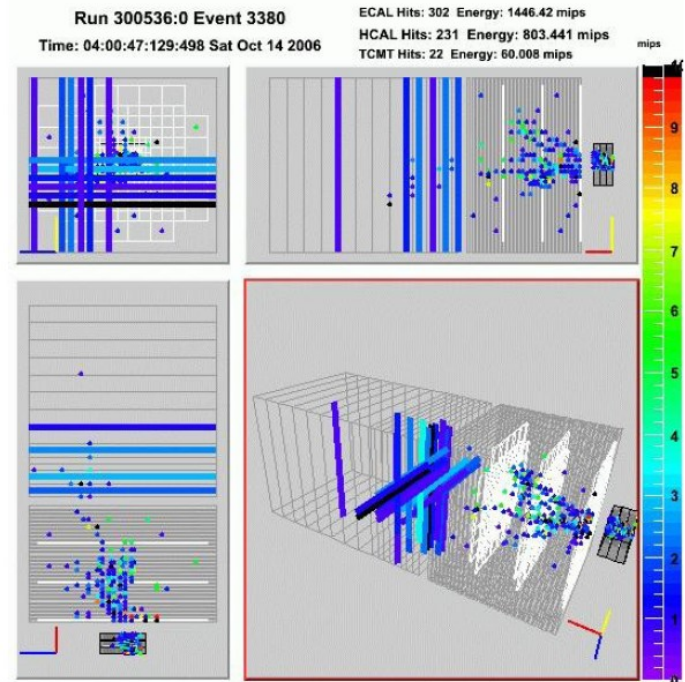 Run 300536:0 Event 3380
Time: 04:00:47:129:498 Sat Oct 14 2006
ECAL Hits: 302 Energy: 1446.42 mips
HCAL Hits: 231 Energy: 803.441 mips
TCMT Hits: 22 Energy: 60.008 mips
mips
9
8
7
6
5
4
3
2
1